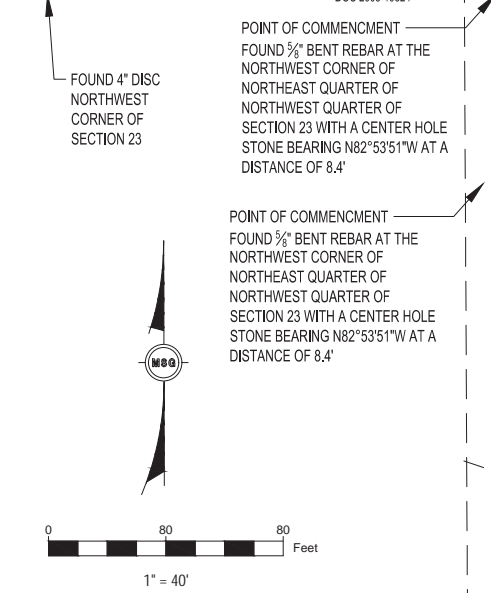 POINT OF COMMENCMENT
FOUND ⅝" BENT REBAR AT THE
NORTHWEST CORNER OF
NORTHEAST QUARTER OF
NORTHWEST QUARTER OF
SECTION 23 WITH A CENTER HOLE
STONE BEARING N82°53'51"W AT A
DISTANCE OF 8.4'
FOUND 4" DISC
NORTHWEST
CORNER OF
SECTION 23
POINT OF COMMENCMENT
FOUND ⅝" BENT REBAR AT THE
NORTHWEST CORNER OF
NORTHEAST QUARTER OF
NORTHWEST QUARTER OF
SECTION 23 WITH A CENTER HOLE
STONE BEARING N82°53'51"W AT A
DISTANCE OF 8.4'
MSG
0 80 80
Feet
1" = 40'